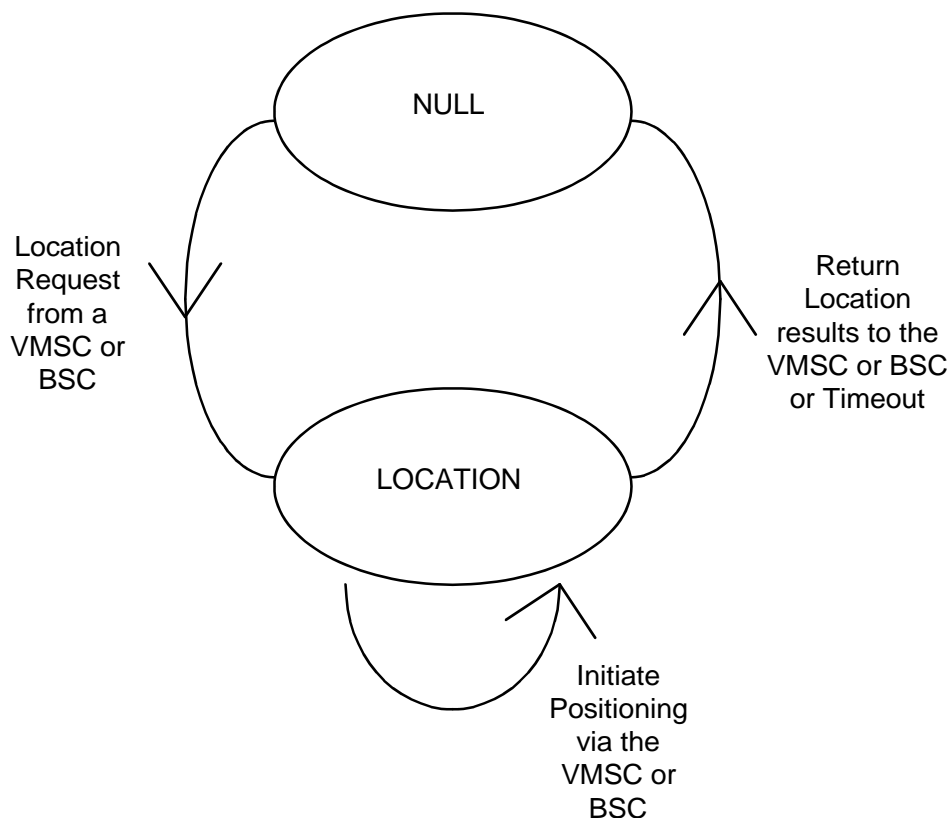 NULL
Location
Request
from a
VMSC or
BSC
Return
Location
results to the
VMSC or BSC
or Timeout
LOCATION
Initiate
Positioning
via the
VMSC or
BSC